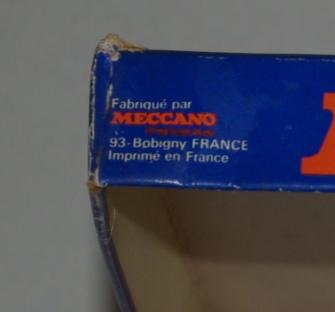 Fabriqué par
MECCANO
93-Bobigny FRANCE
Imprimé en France